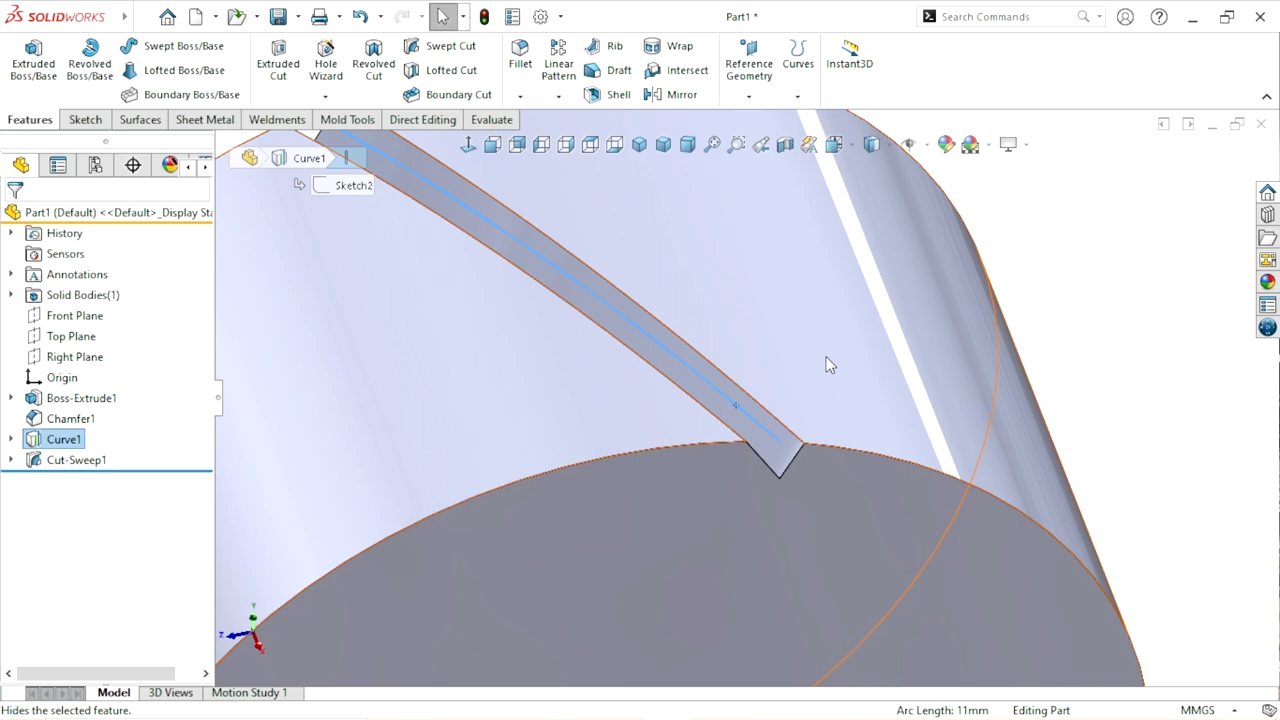 SOLIDWORKS
Part1 *
Search Commands
Extruded Boss/Base
Revolved Boss/Base
Swept Boss/Base
Lofted Boss/Base
Boundary Boss/Base
Extruded Cut
Hole Wizard
Revolved Cut
Swept Cut
Lofted Cut
Boundary Cut
Fillet
Linear Pattern
Rib
Draft
Shell
Wrap
Intersect
Mirror
Reference Geometry
Curves
Instant3D
Features
Sketch
Surfaces
Sheet Metal
Weldments
Mold Tools
Direct Editing
Evaluate
Curve1
Sketch2
Part1 (Default) <<Default>_Display Sta
History
Sensors
Annotations
Solid Bodies(1)
Front Plane
Top Plane
Right Plane
Origin
Boss-Extrude1
Chamfer1
Curve1
Cut-Sweep1
Y
Z
Model
3D Views
Motion Study 1
Hides the selected feature.
Arc Length: 11mm
Editing Part
MMGS